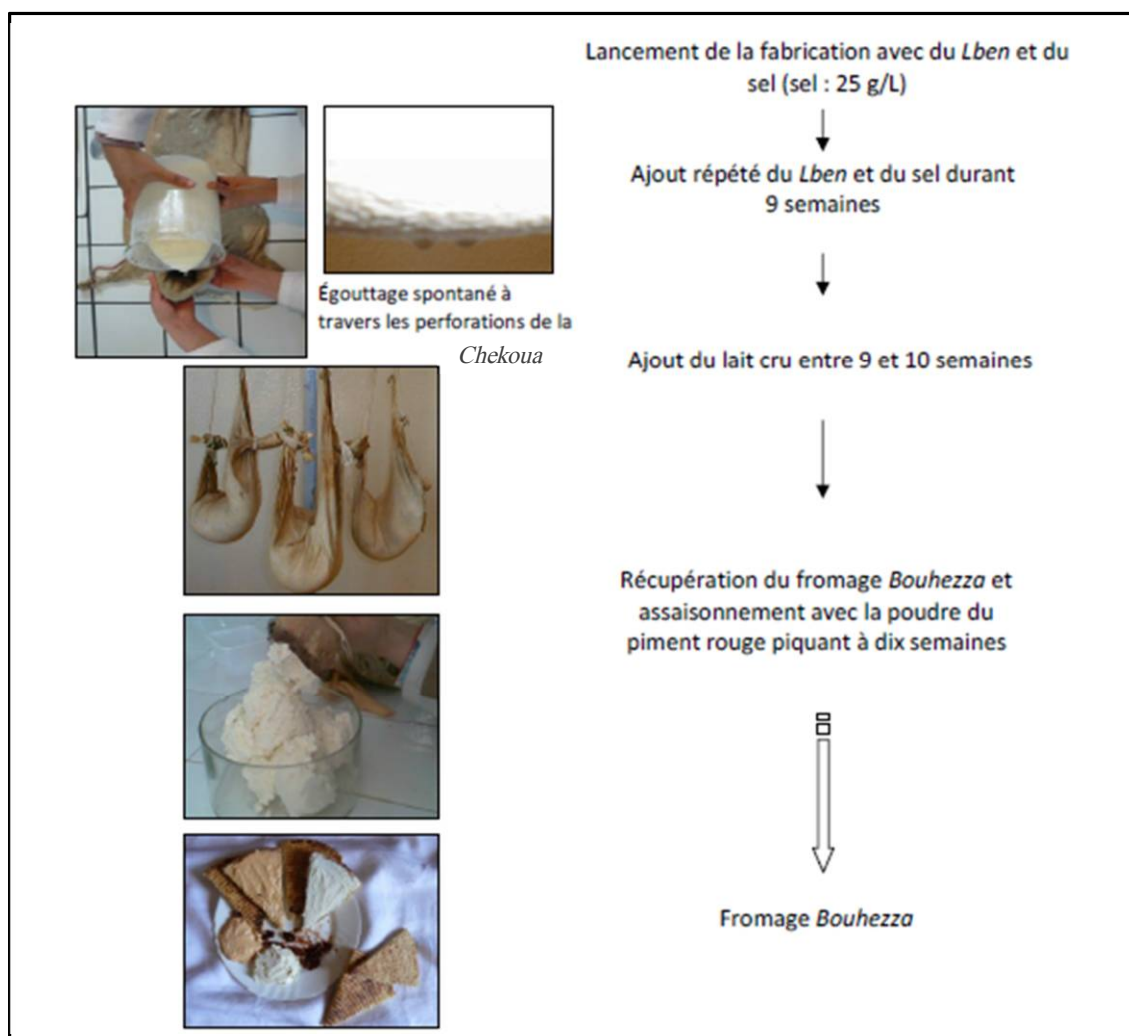 Lancement de la fabrication avec du Lben et du
sel (sel : 25 g/L)
Ajout répété du Lben et du sel durant
9 semaines
Égouttage spontané à
travers les perforations de la
Chekoua
Ajout du lait cru entre 9 et 10 semaines
Récupération du fromage Bouhezza et
assaisonnement avec la poudre du
piment rouge piquant à dix semaines
Fromage Bouhezza